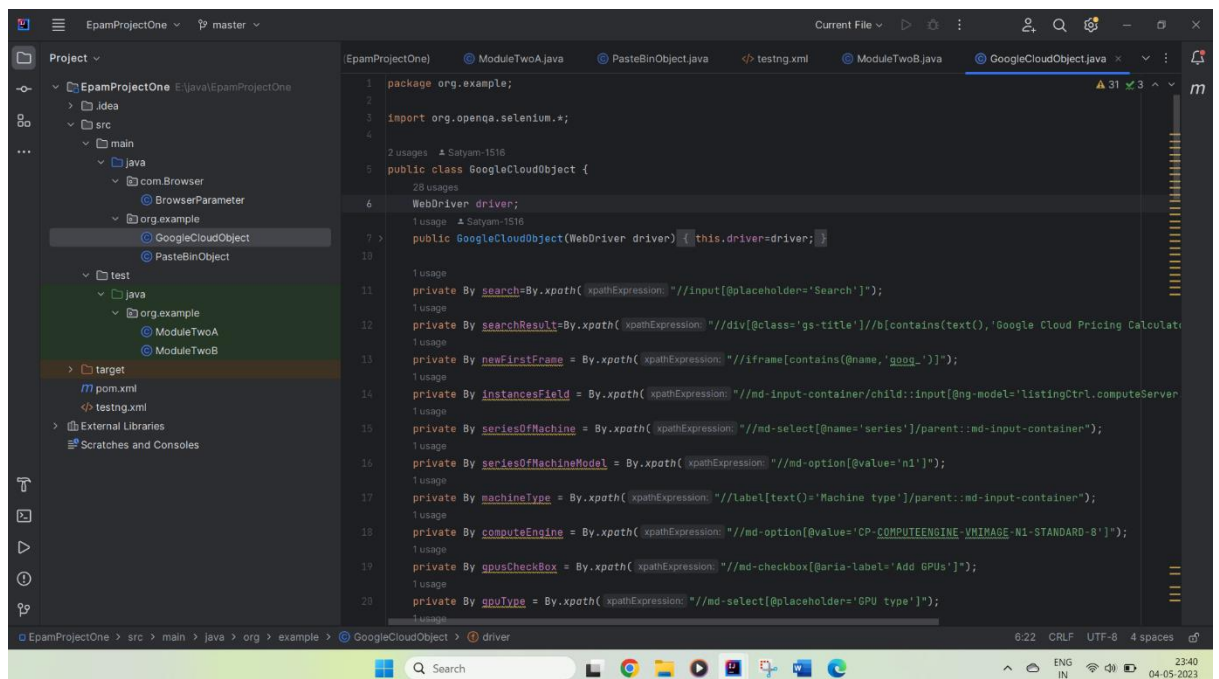 EpamProjectOne master Current File
Project
EpamProjectOne E:\java\EpamProjectOne
.idea
src
main
java
com.Browser
BrowserParameter
org.example
GoogleCloudObject
PasteBinObject
test
java
org.example
ModuleTwoA
ModuleTwoB
target
pom.xml
testng.xml
External Libraries
Scratches and Consoles
(EpamProjectOne) ModuleTwoA.java PasteBinObject.java testng.xml ModuleTwoB.java GoogleCloudObject.java
31 3
m
1 package org.example;
2
3 import org.openqa.selenium.*;
4
2 usages Satyam-1516
5 public class GoogleCloudObject {
28 usages
6 WebDriver driver;
1 usage Satyam-1516
7 public GoogleCloudObject(WebDriver driver) { this.driver=driver; }
10
1 usage
11 private By search=By.xpath( xpathExpression: "//input[@placeholder='Search']");
1 usage
12 private By searchResult=By.xpath( xpathExpression: "//div[@class='gs-title']//b[contains(text(),'Google Cloud Pricing Calculato
1 usage
13 private By newFirstFrame = By.xpath( xpathExpression: "//iframe[contains(@name,'goog_')]");
1 usage
14 private By instancesField = By.xpath( xpathExpression: "//md-input-container/child::input[@ng-model='listingCtrl.computeServer.
1 usage
15 private By seriesOfMachine = By.xpath( xpathExpression: "//md-select[@name='series']/parent::md-input-container");
1 usage
16 private By seriesOfMachineModel = By.xpath( xpathExpression: "//md-option[@value='n1']");
1 usage
17 private By machineType = By.xpath( xpathExpression: "//label[text()='Machine type']/parent::md-input-container");
1 usage
18 private By computeEngine = By.xpath( xpathExpression: "//md-option[@value='CP-COMPUTEENGINE-VMIMAGE-N1-STANDARD-8']");
1 usage
19 private By gpusCheckBox = By.xpath( xpathExpression: "//md-checkbox[@aria-label='Add GPUs']");
1 usage
20 private By gpuType = By.xpath( xpathExpression: "//md-select[@placeholder='GPU type']");
1 usage
EpamProjectOne > src > main > java > org > example > GoogleCloudObject > driver 6:22 CRLF UTF-8 4 spaces
Search ENG IN 23:40 04-05-2023